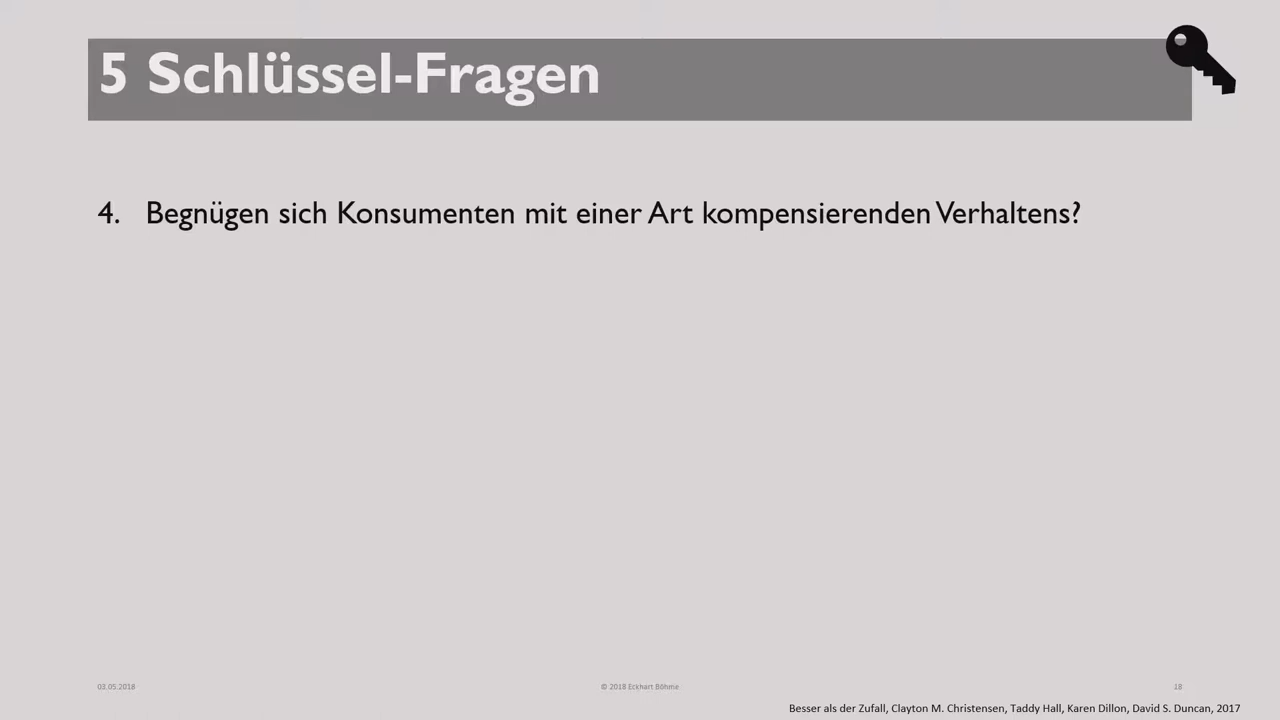 5 Schlüssel-Fragen
4. Begnügen sich Konsumenten mit einer Art kompensierenden Verhaltens?
03.05.2018
© 2018 Eckhart Böhme
18
Besser als der Zufall, Clayton M. Christensen, Taddy Hall, Karen Dillon, David S. Duncan, 2017